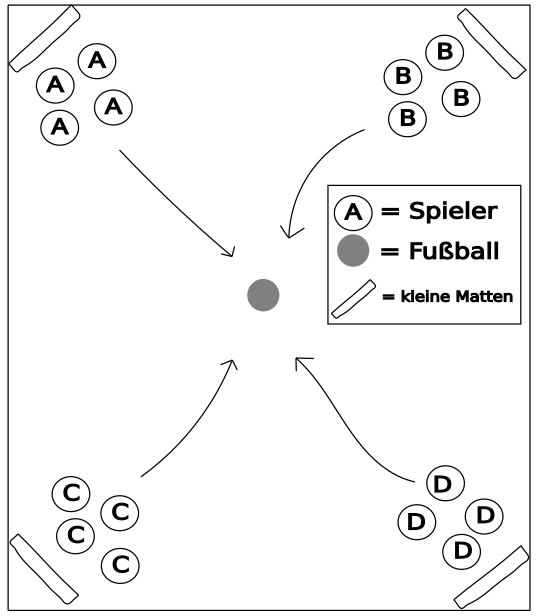 A
A
A
A
B
B
B
B
A = Spieler
= Fußball
= kleine Matten
C
C
C
C
D
D
D
D